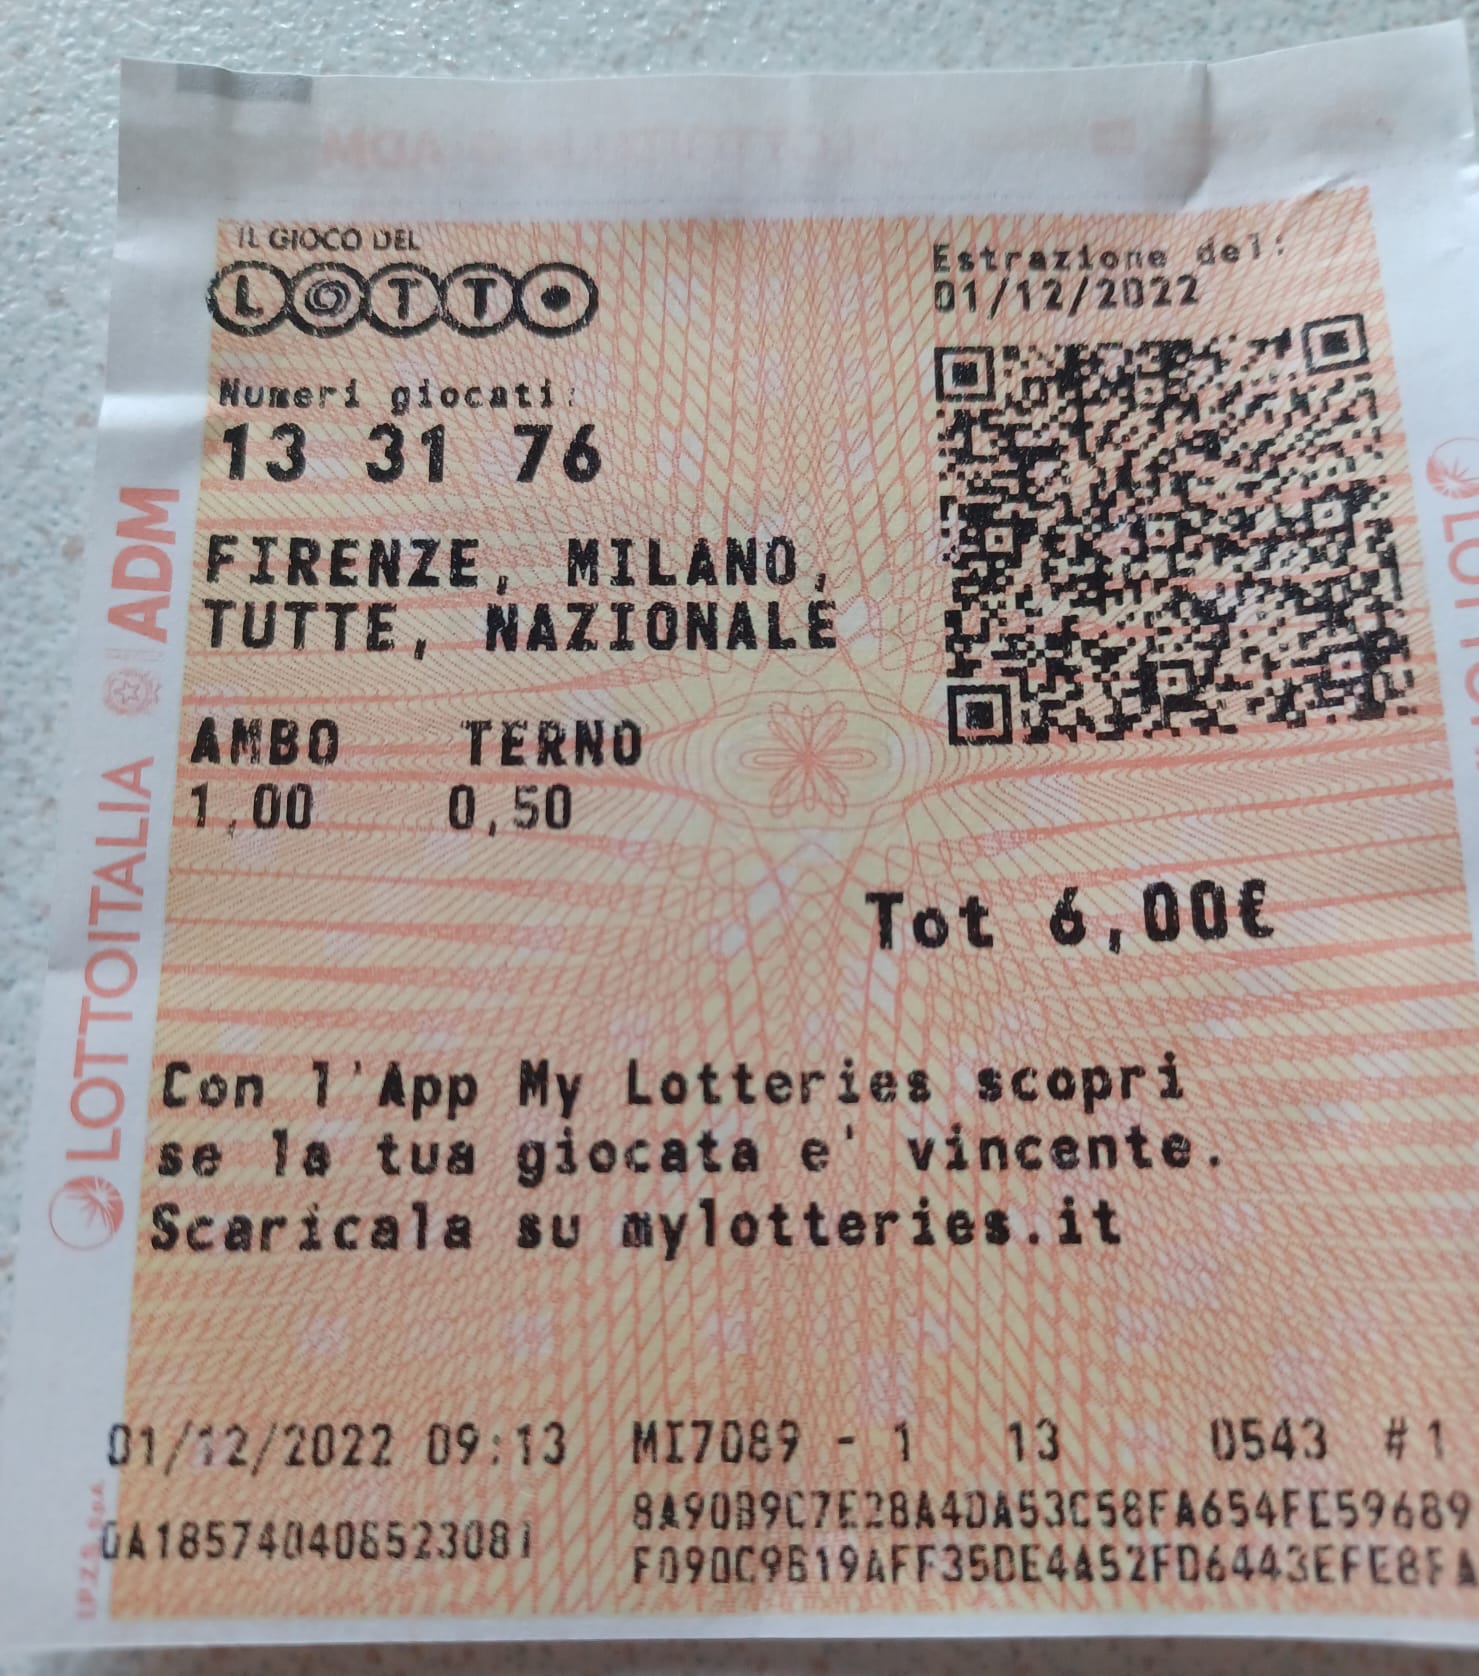 IL GIOCO DEL
LOTTO
Estrazione del:
01/12/2022
Numeri giocati:
13 31 76
FIRENZE, MILANO,
TUTTE, NAZIONALE
AMBO TERNO
1,00 0,50
Tot 6,00€
Con l'App My Lotteries scopri
se la tua giocata e' vincente.
Scaricala su mylotteries.it
01/12/2022 09:13 MI7089 - 1 13 0543 #1
8A90B9C7E28A4DA53C58FA654FE59689
0A185740406523081
F090C9B19AFF35DE4A52FD6443EFE8FA
LOTTOITALIA ADM
LOTTO